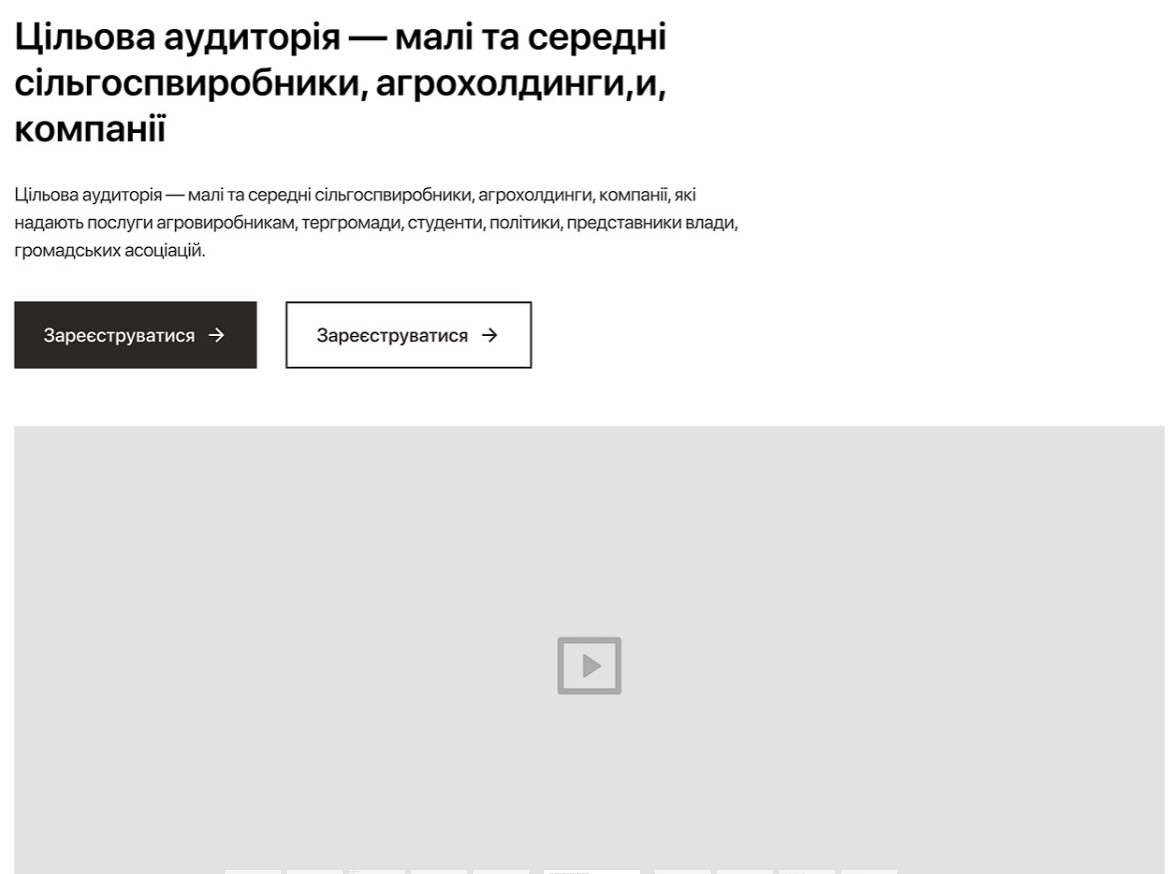 Цільова аудиторія — малі та середні
сільгоспвиробники, агрохолдинги,и,
компанії
Цільова аудиторія — малі та середні сільгоспвиробники, агрохолдинги, компанії, які
надають послуги агровиробникам, тергромади, студенти, політики, представники влади,
громадських асоціацій.
Зареєструватися → Зареєструватися →